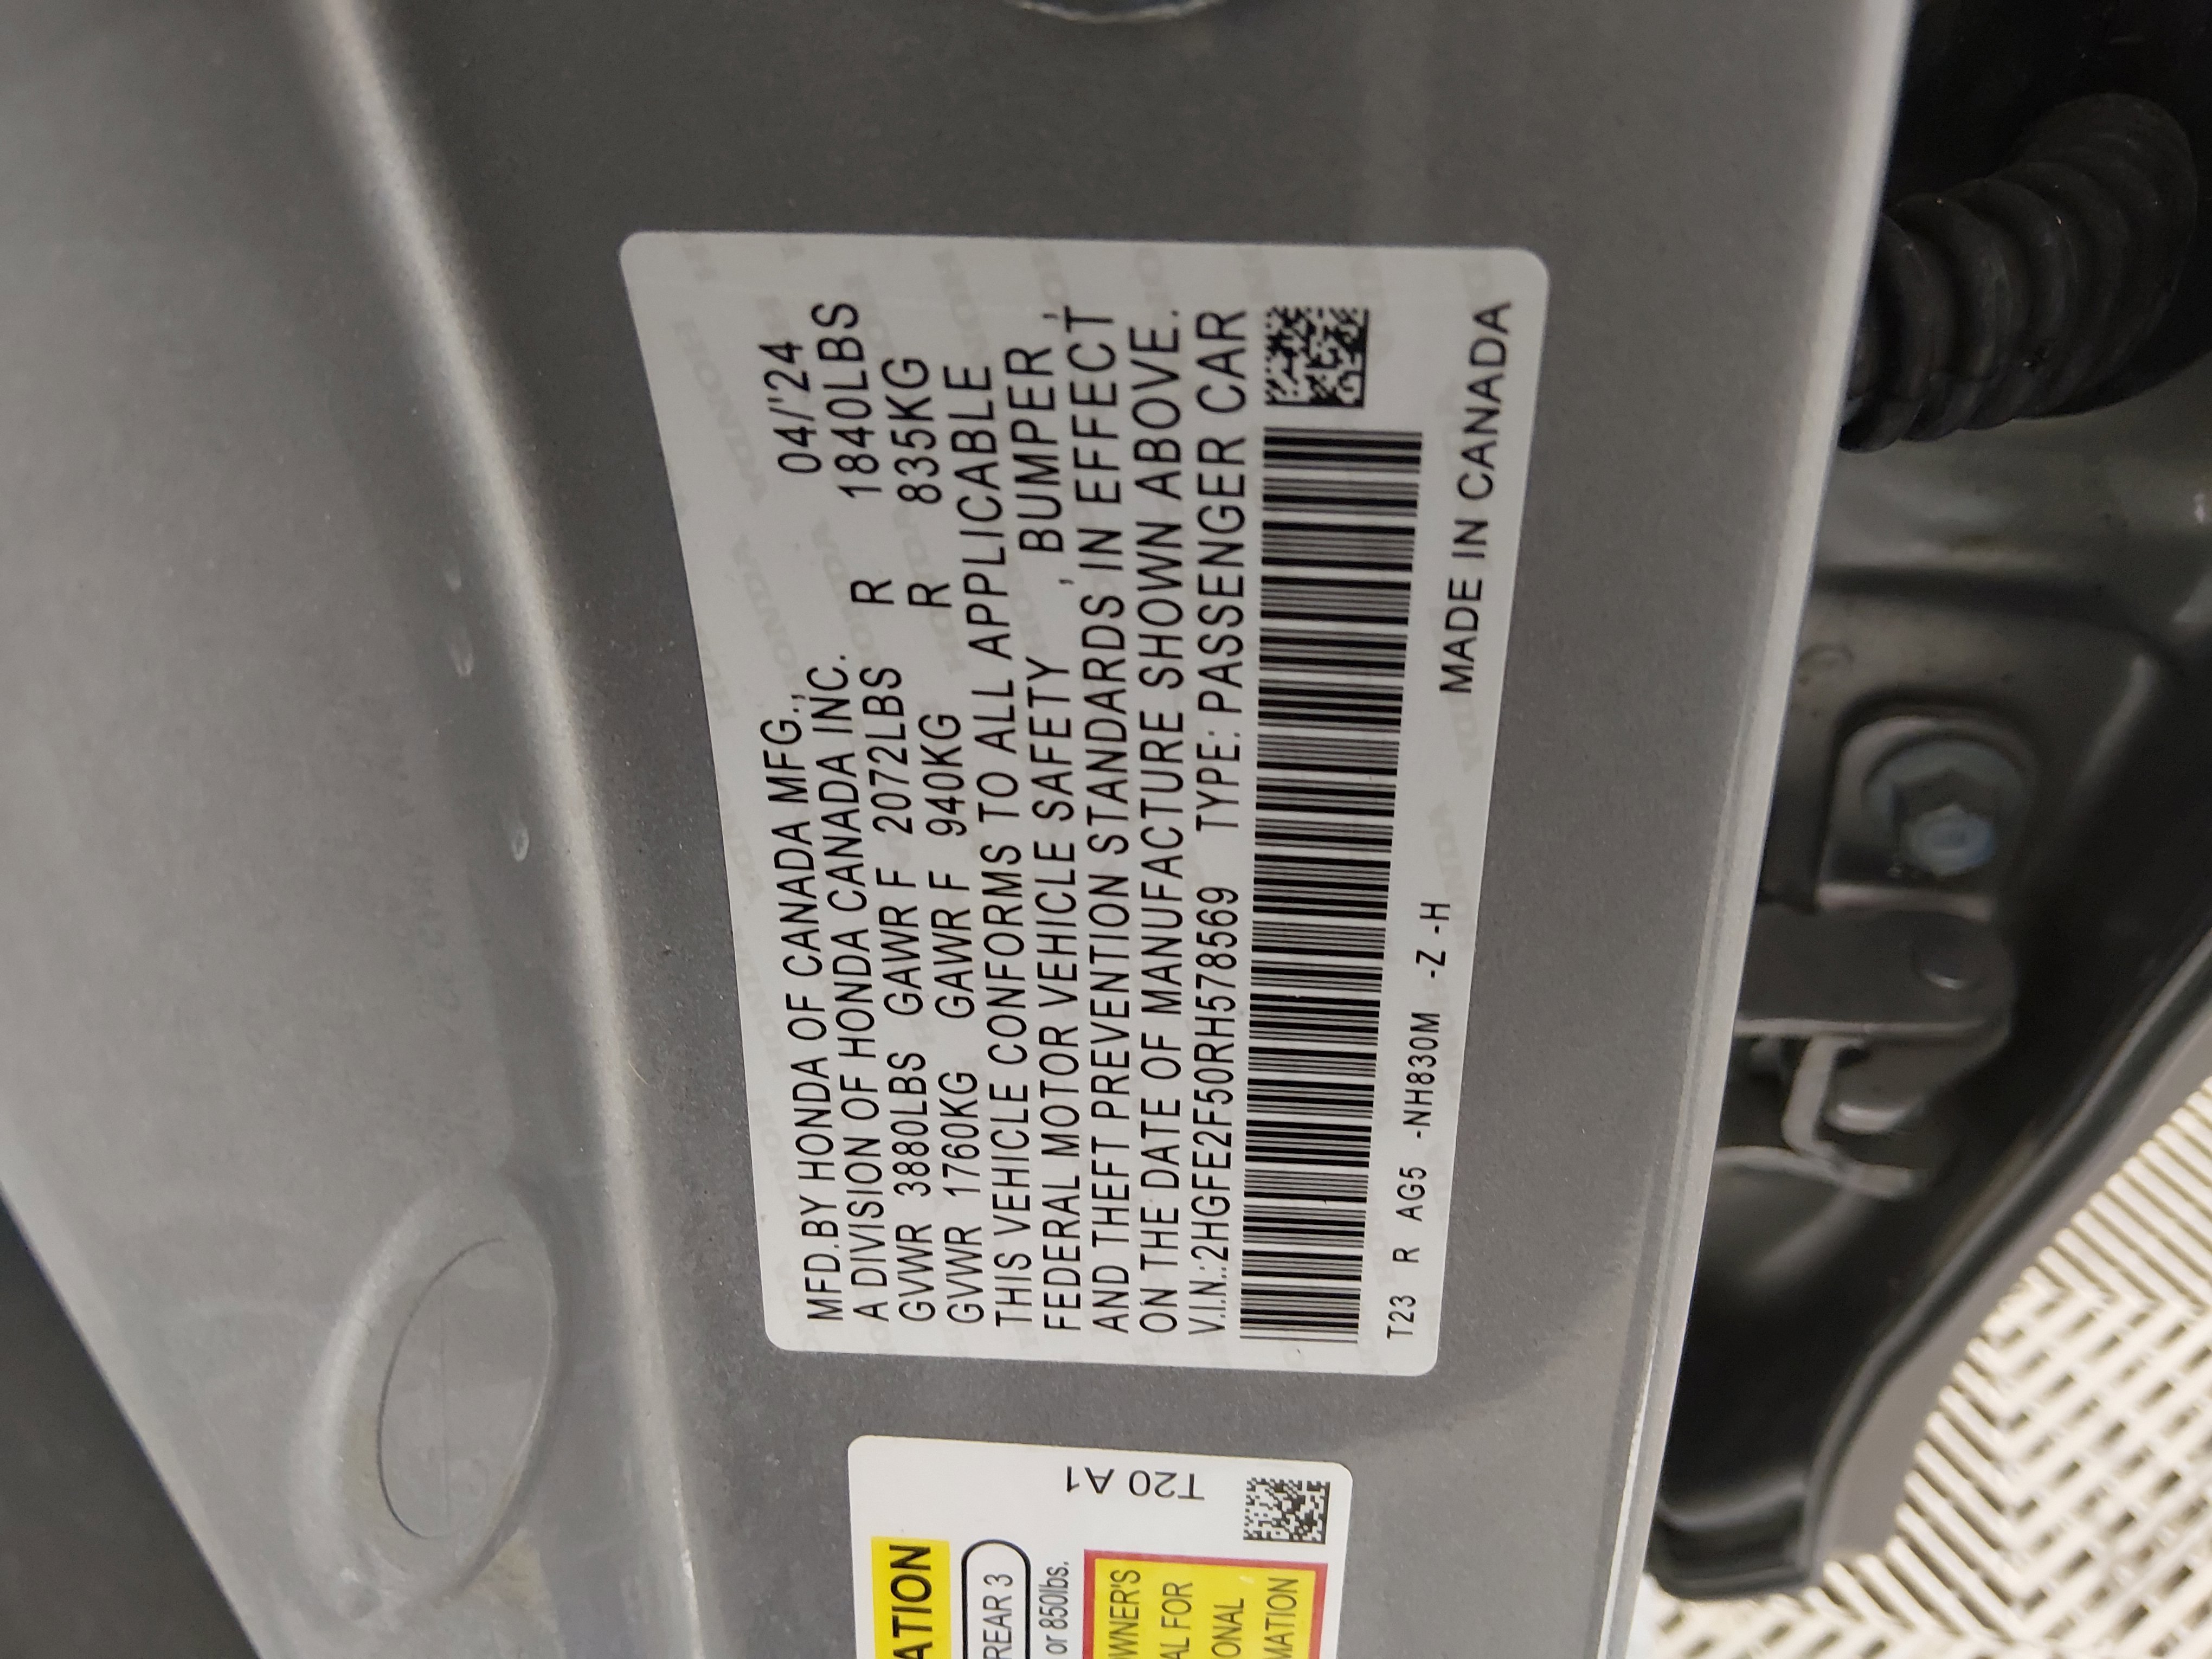 MFD.BY HONDA OF CANADA MFG., 04/'24
A DIVISION OF HONDA CANADA INC.
GVWR 3880LBS GAWR F 2072LBS R 1840LBS
GVWR 1760KG GAWR F 940KG R 835KG
THIS VEHICLE CONFORMS TO ALL APPLICABLE
FEDERAL MOTOR VEHICLE SAFETY , BUMPER ,
AND THEFT PREVENTION STANDARDS IN EFFECT
ON THE DATE OF MANUFACTURE SHOWN ABOVE.
V.I.N.:2HGFE2F50RH578569 TYPE: PASSENGER CAR
T23 R AG5 -NH830M -Z -H
MADE IN CANADA
T20 A1
ATION
REAR 3
or 850lbs.
WNER'S
AL FOR
ONAL
MATION